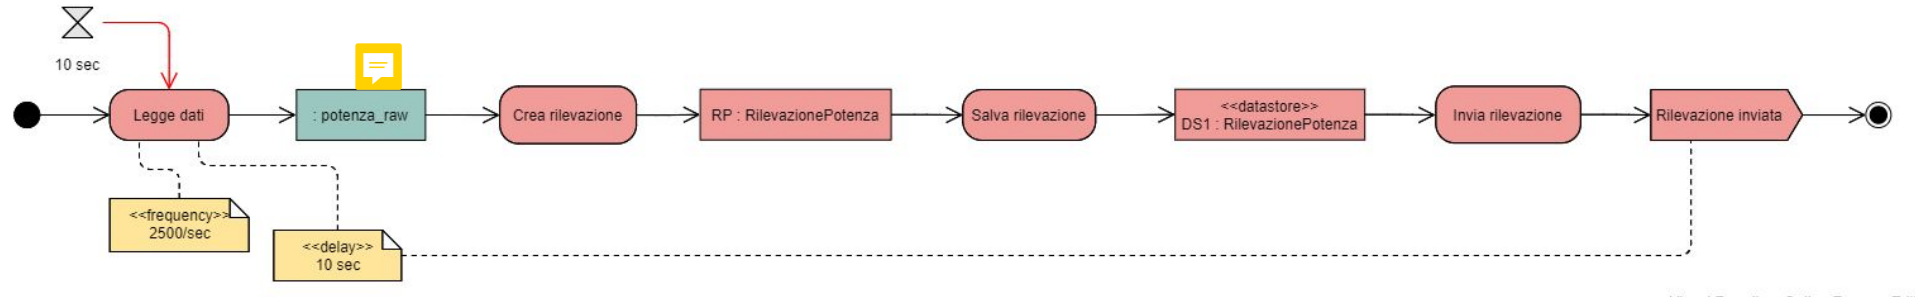 10 sec
Legge dati
: potenza_raw
Crea rilevazione
RP : RilevazionePotenza
Salva rilevazione
<<datastore>>
DS1 : RilevazionePotenza
Invia rilevazione
Rilevazione inviata
<<frequency>>
2500/sec
<<delay>>
10 sec